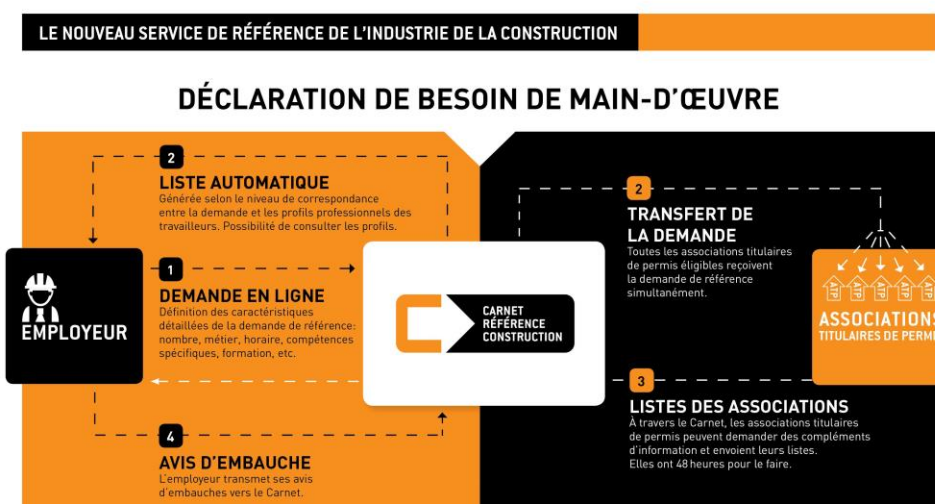 LE NOUVEAU SERVICE DE RÉFÉRENCE DE L'INDUSTRIE DE LA CONSTRUCTION
DÉCLARATION DE BESOIN DE MAIN-D'ŒUVRE
2
LISTE AUTOMATIQUE
Générée selon le niveau de correspondance
entre la demande et les profils professionnels des
travailleurs. Possibilité de consulter les profils.
EMPLOYEUR
1
DEMANDE EN LIGNE
Définition des caractéristiques
détaillées de la demande de référence:
nombre, métier, horaire, compétences
spécifiques, formation, etc.
4
AVIS D'EMBAUCHE
L'employeur transmet ses avis
d'embauches vers le Carnet.
CARNET
RÉFÉRENCE
CONSTRUCTION
2
TRANSFERT DE
LA DEMANDE
Toutes les associations titulaires
de permis éligibles reçoivent
la demande de référence
simultanément.
ATP ATP ATP ATP ATP
ASSOCIATIONS
TITULAIRES DE PERMI
3
LISTES DES ASSOCIATIONS
À travers le Carnet, les associations titulaires
de permis peuvent demander des compléments
d'information et envoient leurs listes.
Elles ont 48 heures pour le faire.